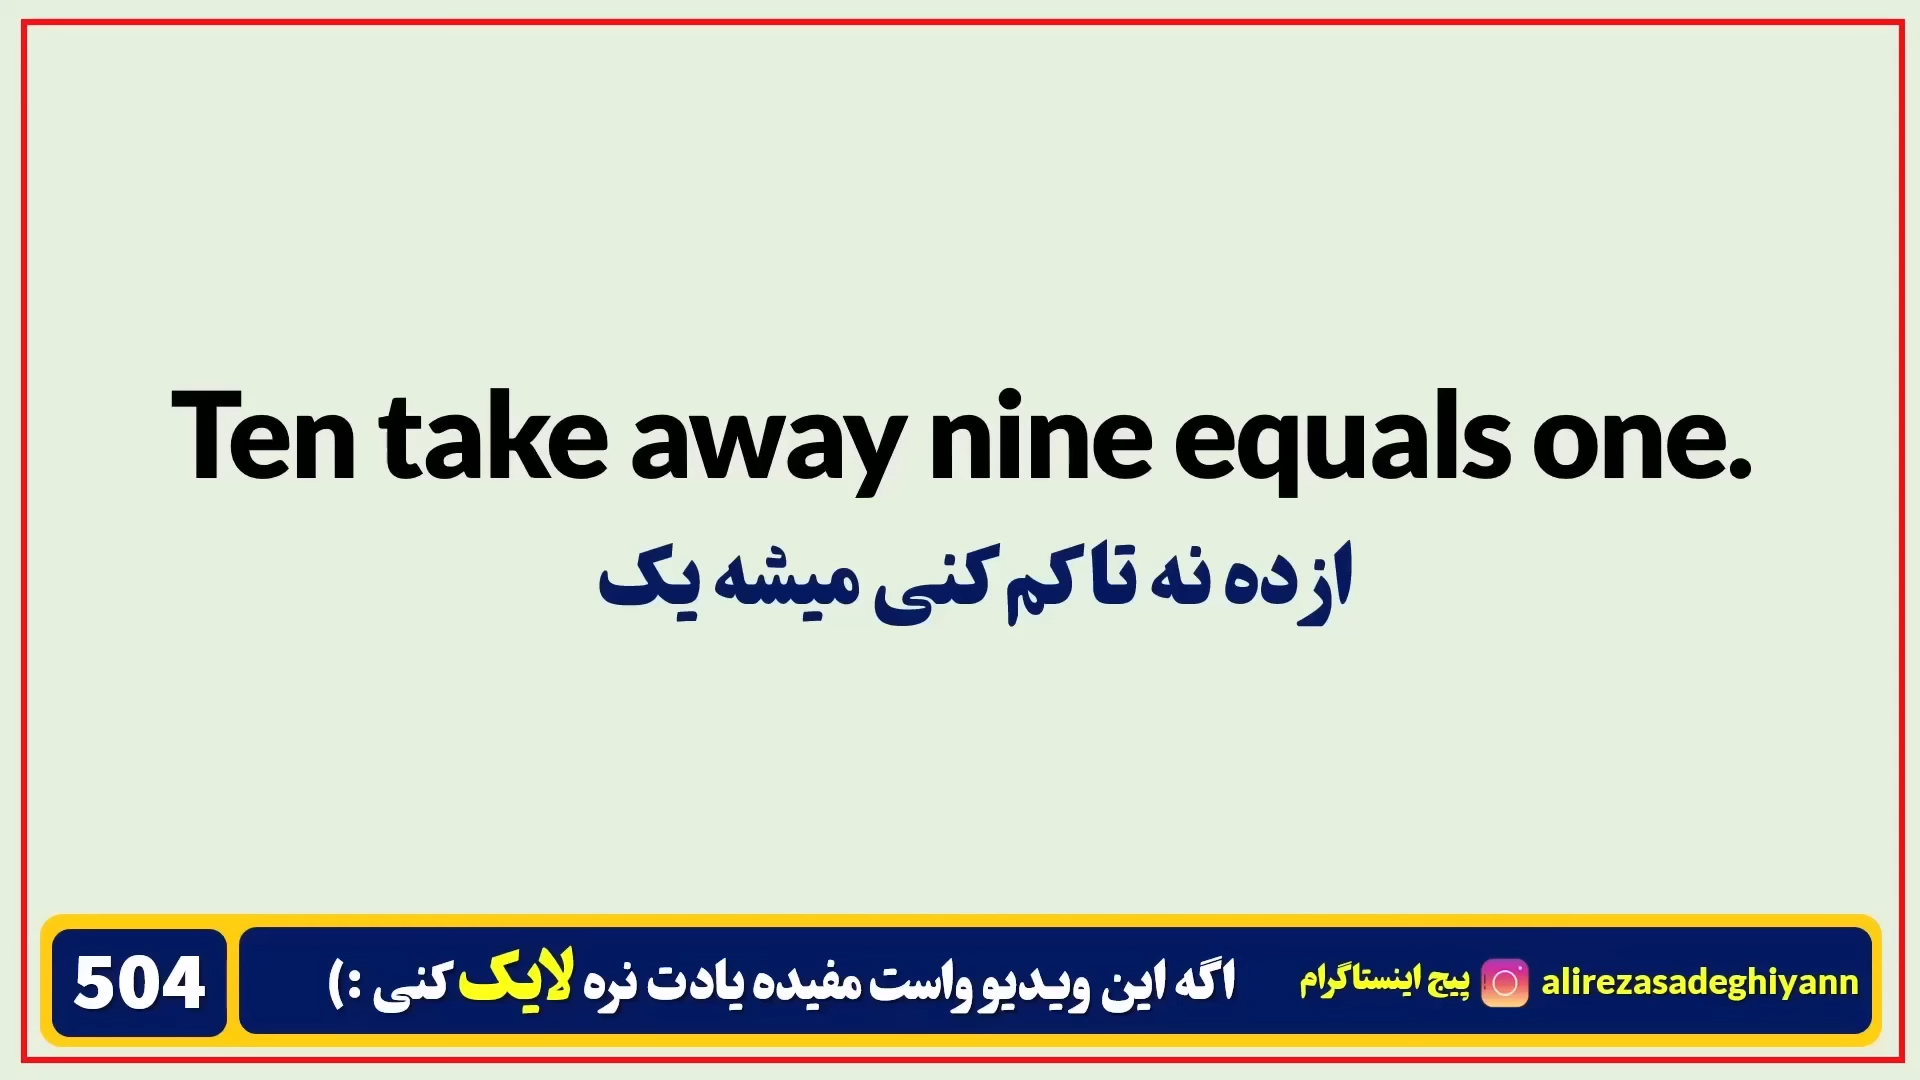 Ten take away nine equals one.
از ده نه تا کم کنی میشه یک
504
اگه این ویدیو واست مفیده یادت نره لایک کنی :)
پیج اینستاگرام
alirezasadeghiyann